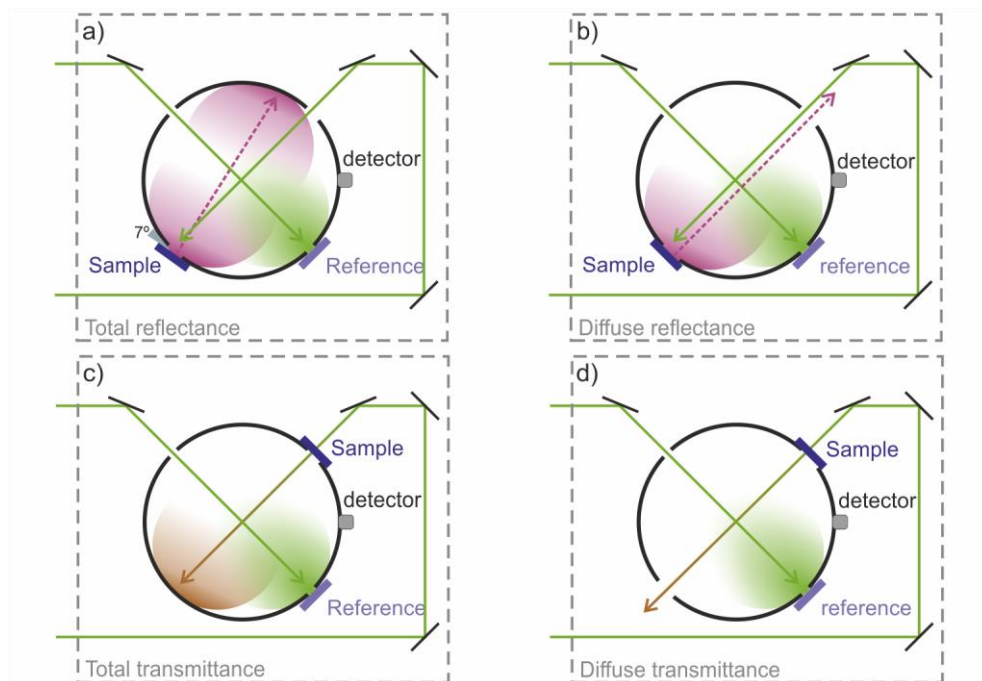 a)
detector
7º
Sample
Reference
Total reflectance
b)
detector
Sample
reference
Diffuse reflectance
c)
Sample
detector
Reference
Total transmittance
d)
Sample
detector
reference
Diffuse transmittance